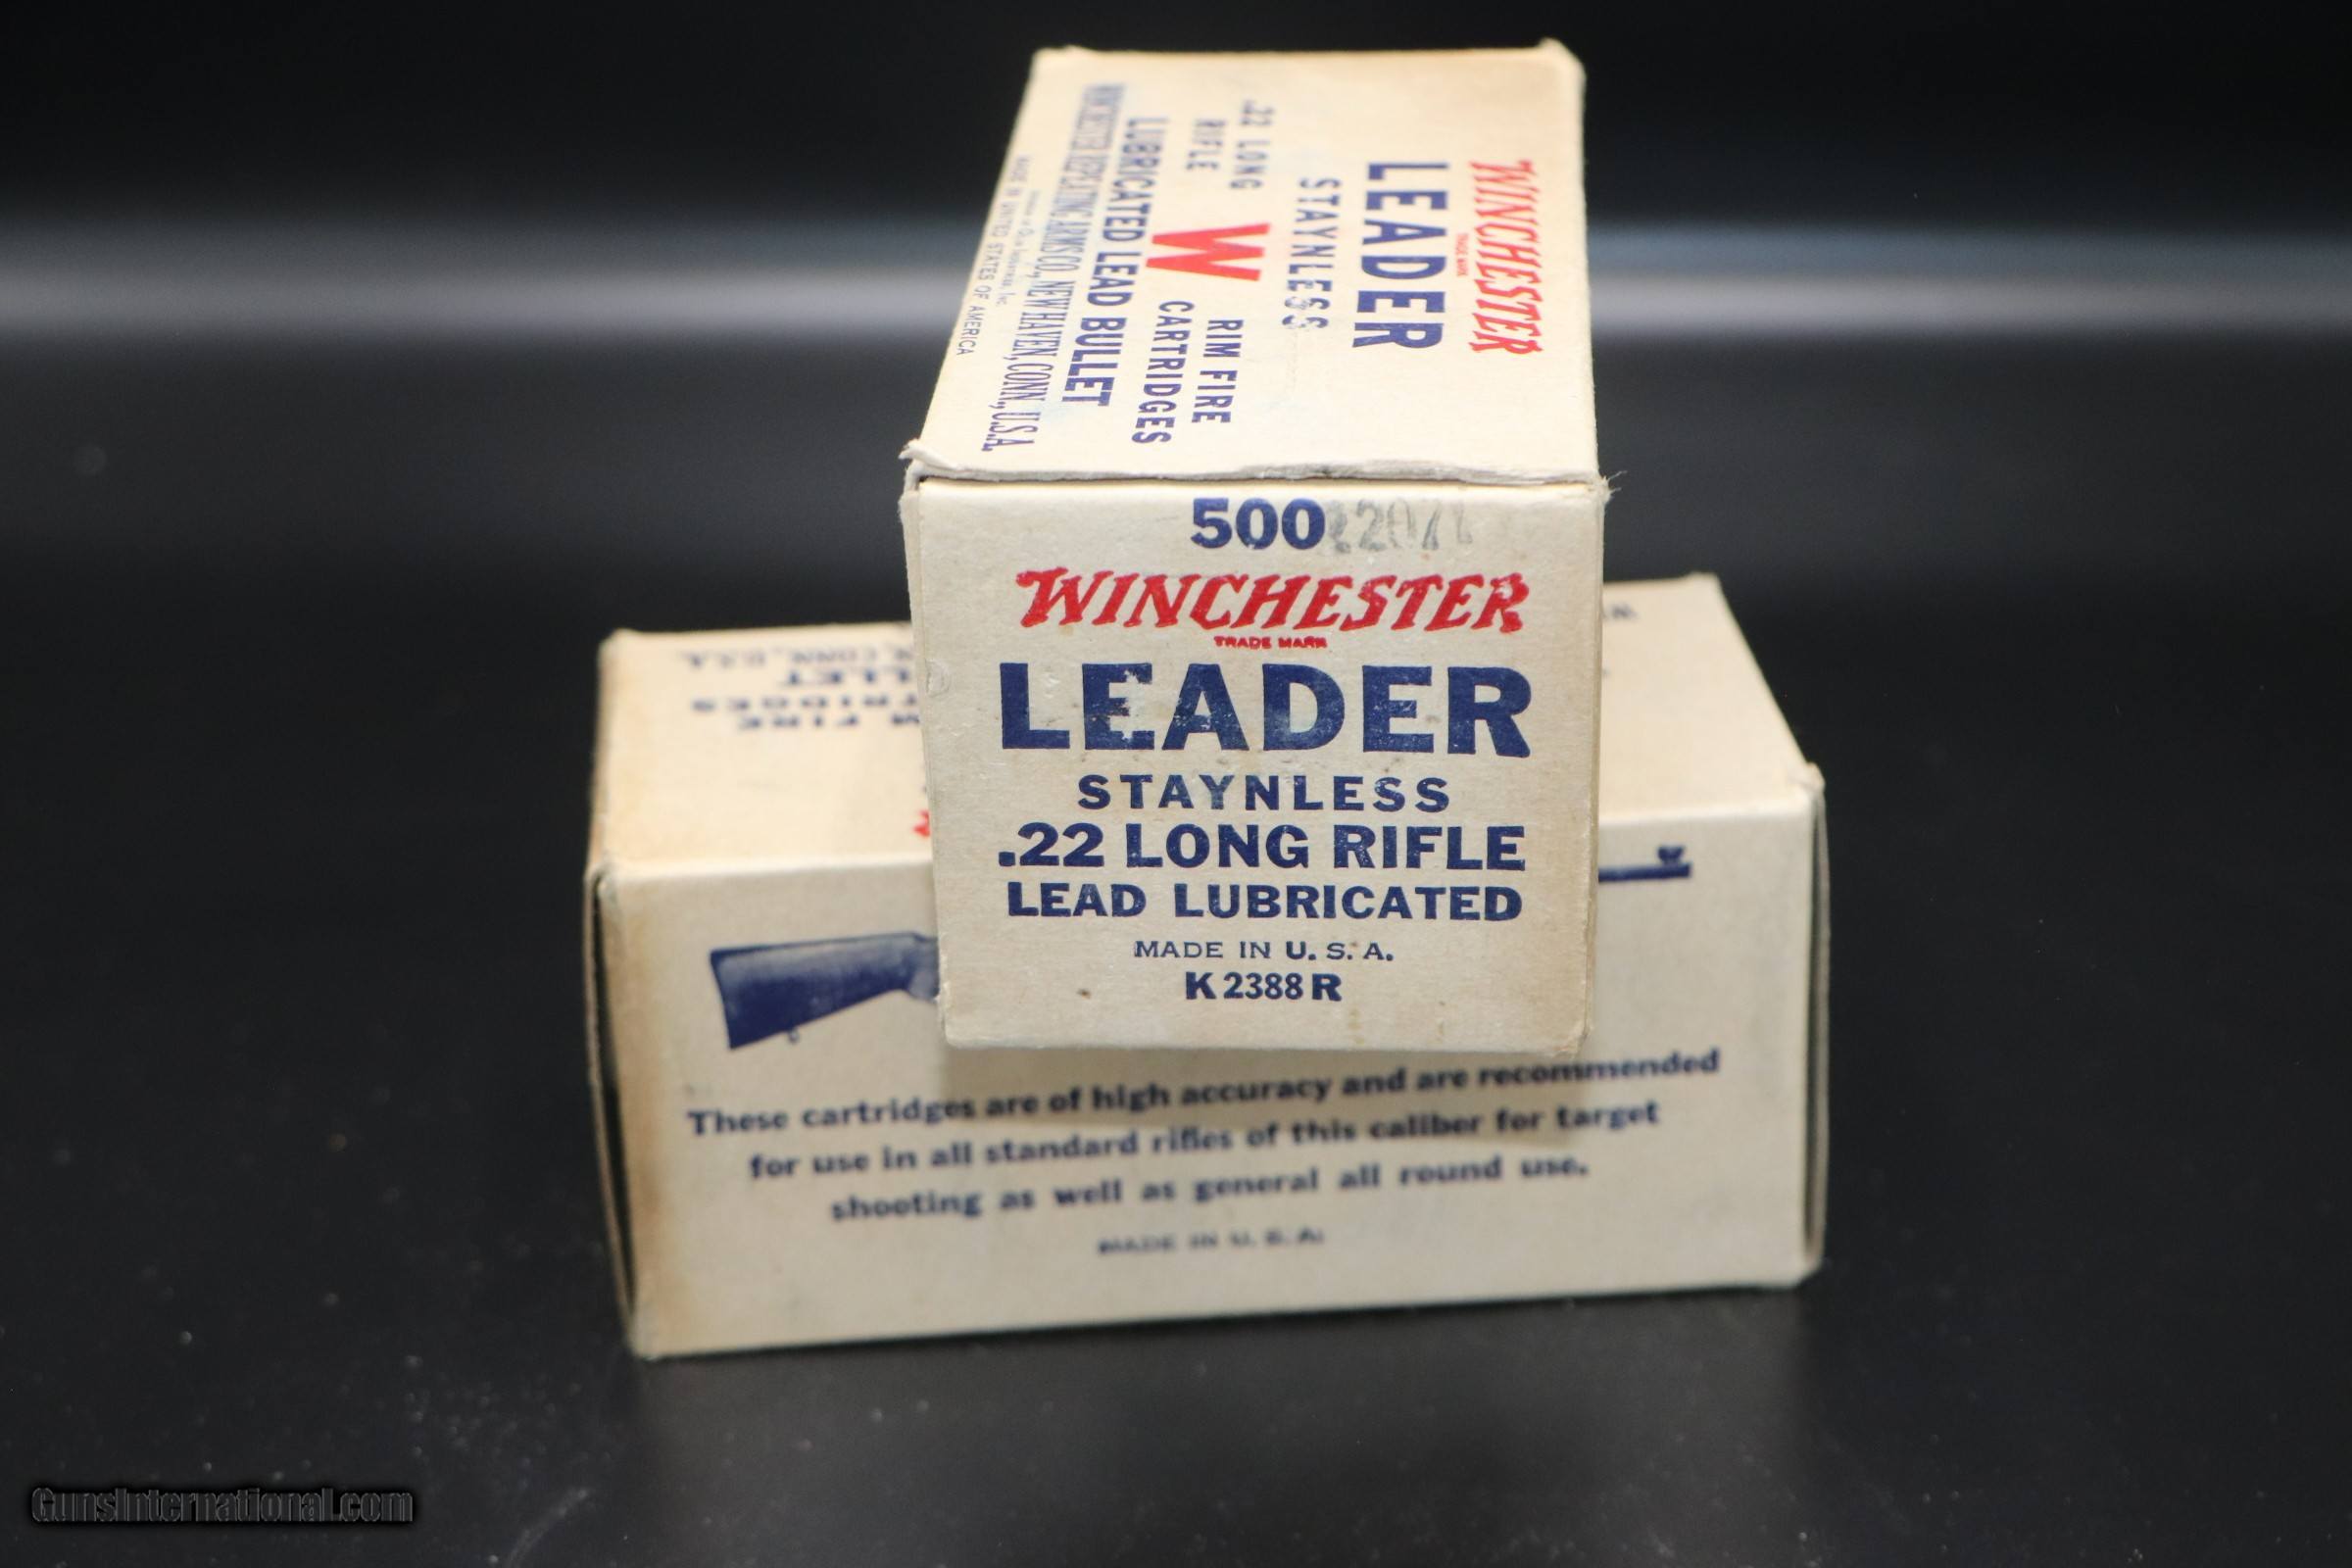 WINCHESTER
TRADE MARK
LEADER
STAYNLESS
.22 LONG
RIFLE
W
RIM FIRE
CARTRIDGES
LUBRICATED LEAD BULLET
WINCHESTER REPEATING ARMS CO., NEW HAVEN, CONN., U.S.A.
MADE IN UNITED STATES OF AMERICA
500
WINCHESTER
TRADE MARK
LEADER
STAYNLESS
.22 LONG RIFLE
LEAD LUBRICATED
MADE IN U. S. A.
K 2388 R
These cartridges are of high accuracy and are recommended
for use in all standard rifles of this caliber for target
shooting as well as general all round use.
MADE IN U. S. A.
GunsInternational.com